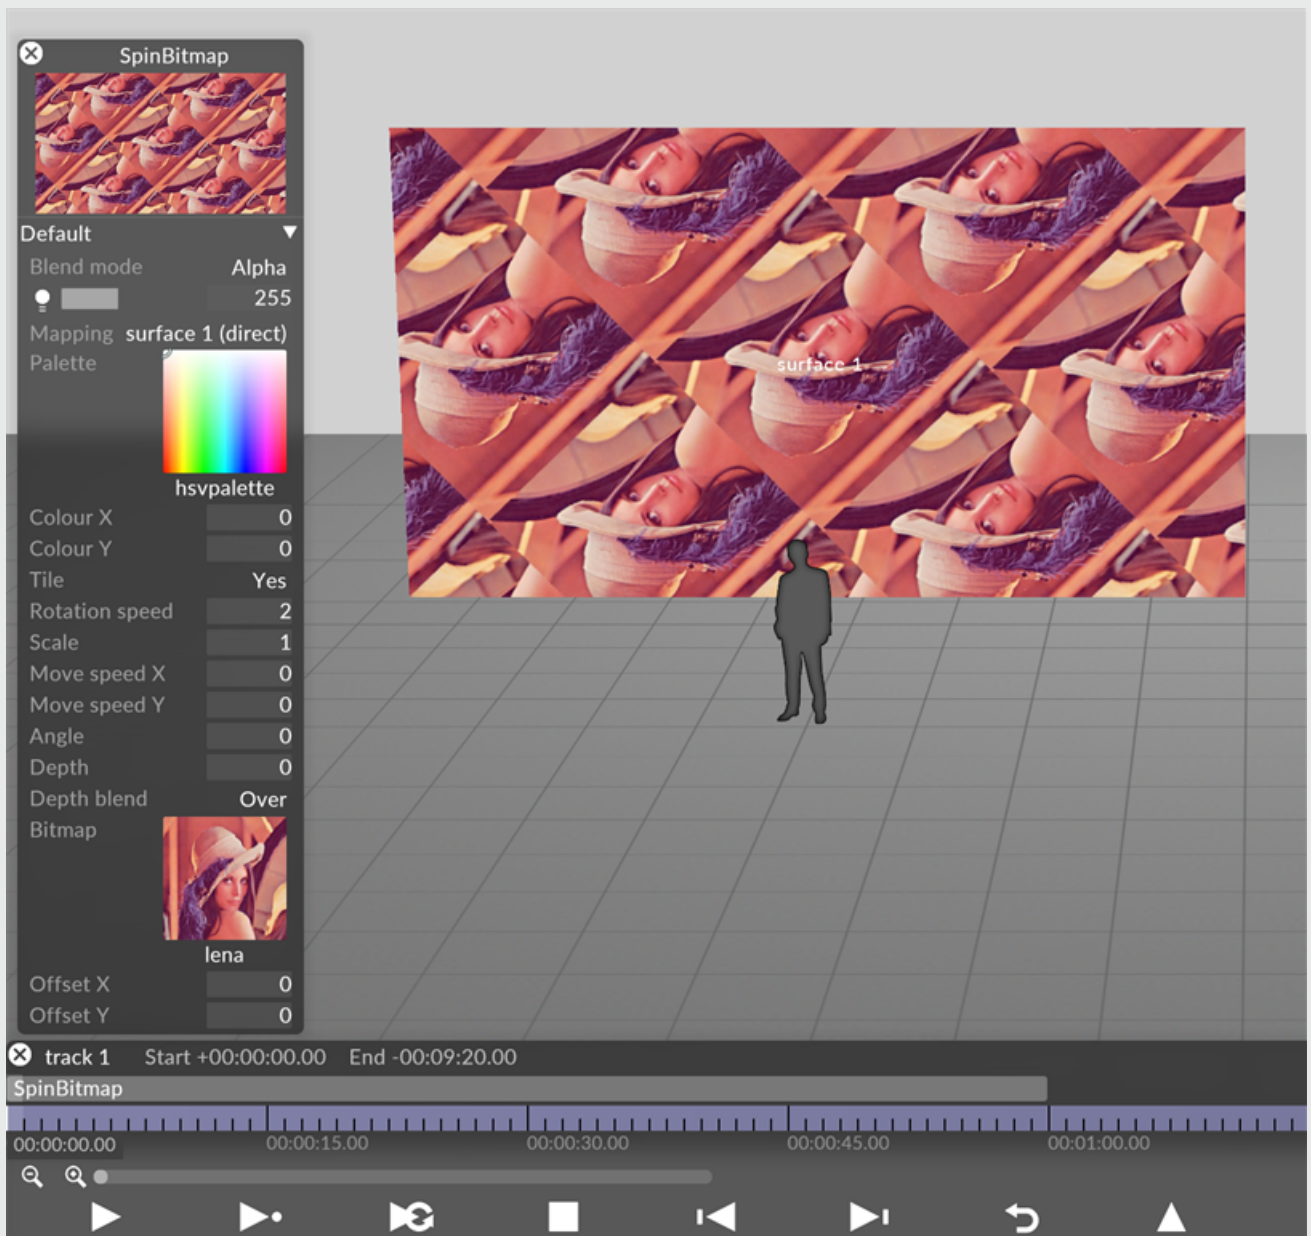 SpinBitmap
Default
Blend mode Alpha
255
Mapping surface 1 (direct)
Palette
hsvpalette
Colour X 0
Colour Y 0
Tile Yes
Rotation speed 2
Scale 1
Move speed X 0
Move speed Y 0
Angle 0
Depth 0
Depth blend Over
Bitmap
lena
Offset X 0
Offset Y 0
surface 1
track 1 Start +00:00:00.00 End -00:09:20.00
SpinBitmap
00:00:00.00 00:00:15.00 00:00:30.00 00:00:45.00 00:01:00.00